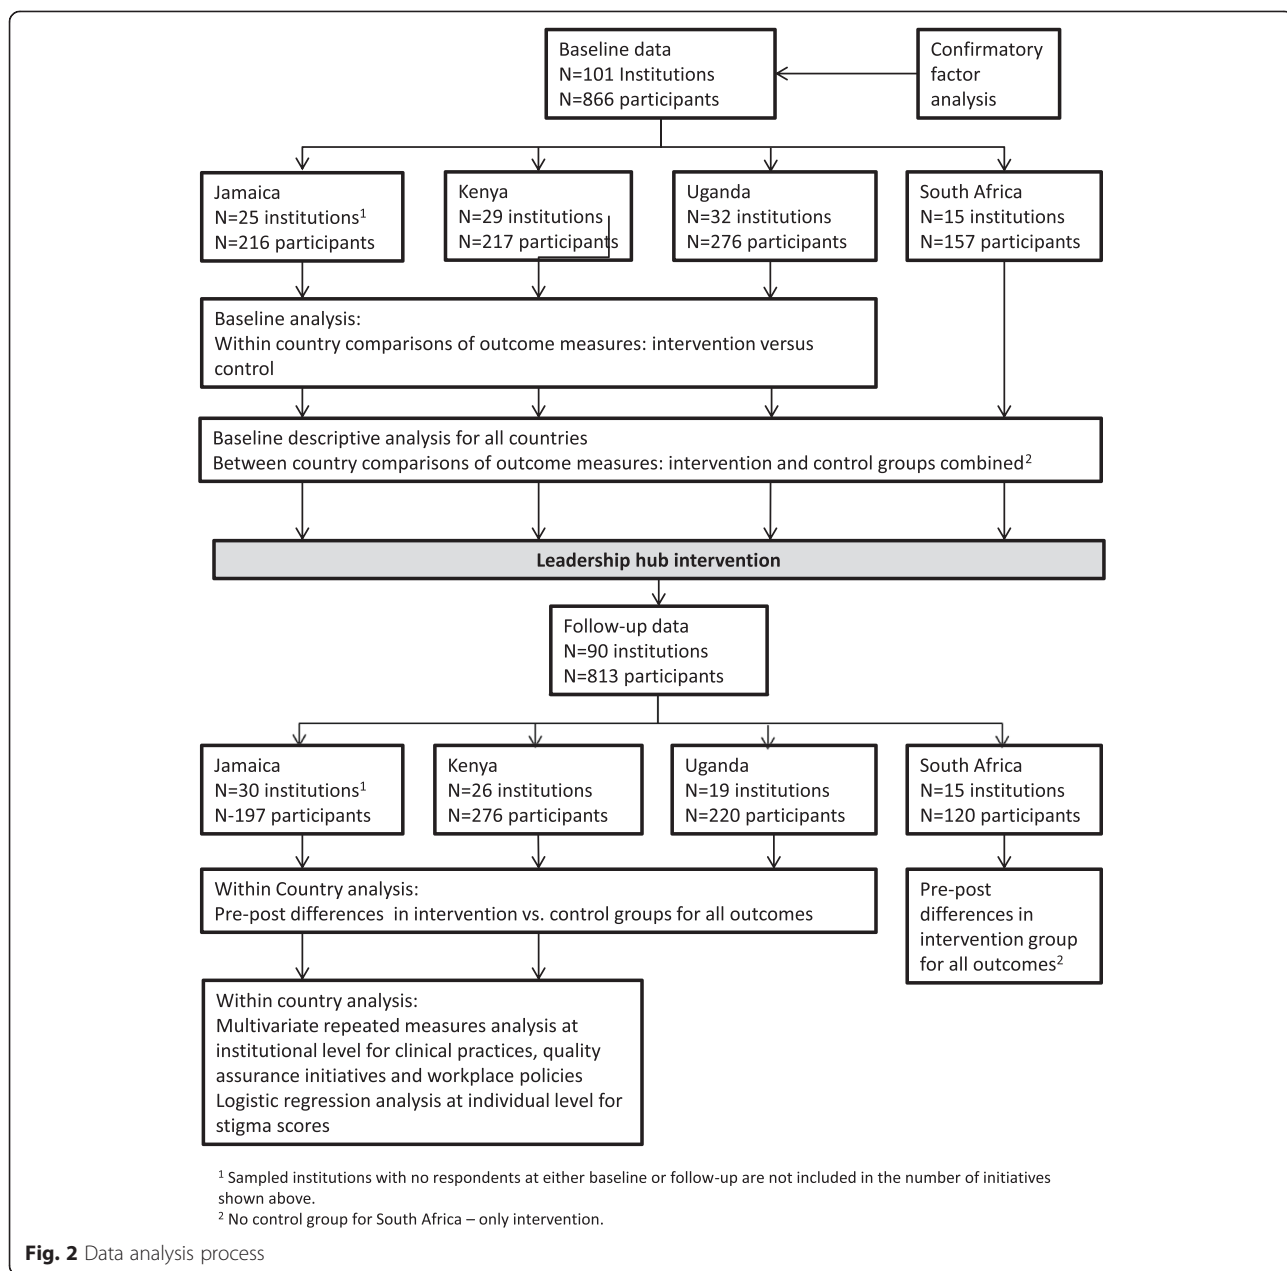 Baseline data
N=101 Institutions
N=866 participants
Confirmatory
factor
analysis
Jamaica
N=25 institutions¹
N=216 participants
Kenya
N=29 institutions
N=217 participants
Uganda
N=32 institutions
N=276 participants
South Africa
N=15 institutions
N=157 participants
Baseline analysis:
Within country comparisons of outcome measures: intervention versus
control
Baseline descriptive analysis for all countries
Between country comparisons of outcome measures: intervention and control groups combined²
Leadership hub intervention
Follow-up data
N=90 institutions
N=813 participants
Jamaica
N=30 institutions¹
N-197 participants
Kenya
N=26 institutions
N=276 participants
Uganda
N=19 institutions
N=220 participants
South Africa
N=15 institutions
N=120 participants
Within Country analysis:
Pre-post differences in intervention vs. control groups for all outcomes
Pre-post
differences in
intervention group
for all outcomes²
Within country analysis:
Multivariate repeated measures analysis at
institutional level for clinical practices, quality
assurance initiatives and workplace policies
Logistic regression analysis at individual level for
stigma scores
¹ Sampled institutions with no respondents at either baseline or follow-up are not included in the number of initiatives
shown above.
² No control group for South Africa – only intervention.
Fig. 2 Data analysis process